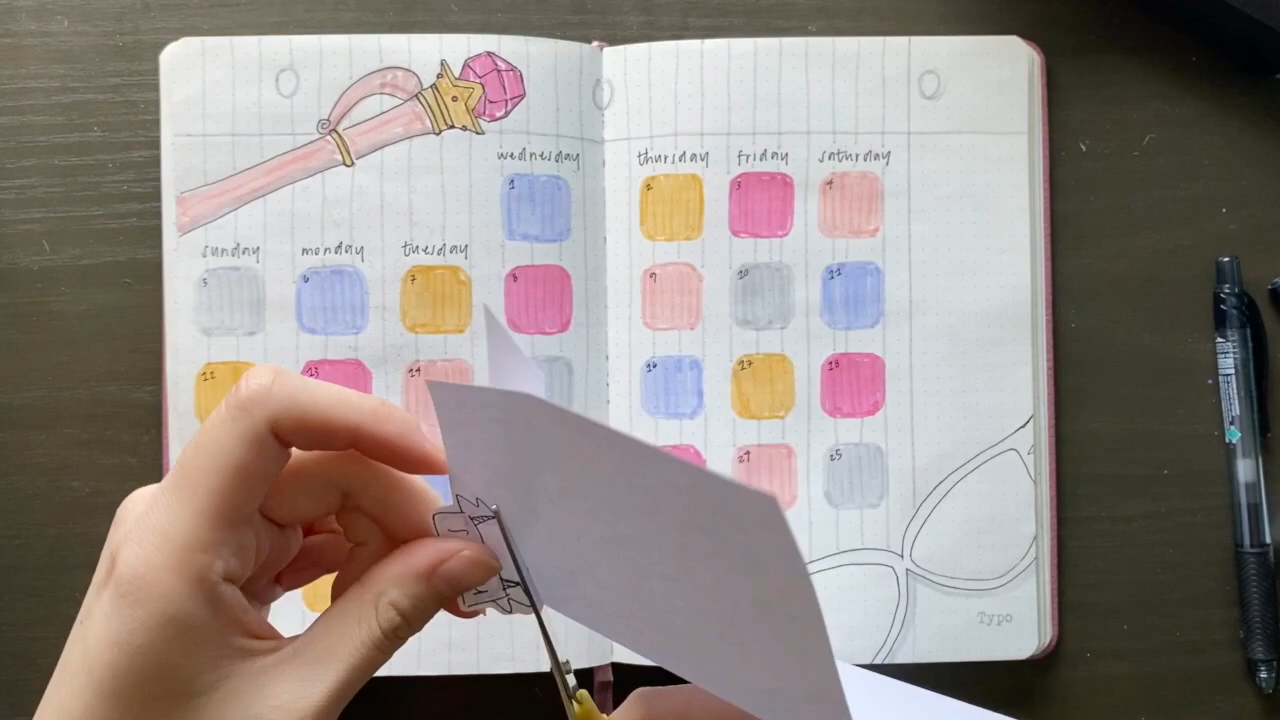 wednesday
1
thursday friday saturday
2 3 4
sunday monday tuesday
5 6 7 8
9 10 11
12 13 14
16 17 18
24 25
Typo